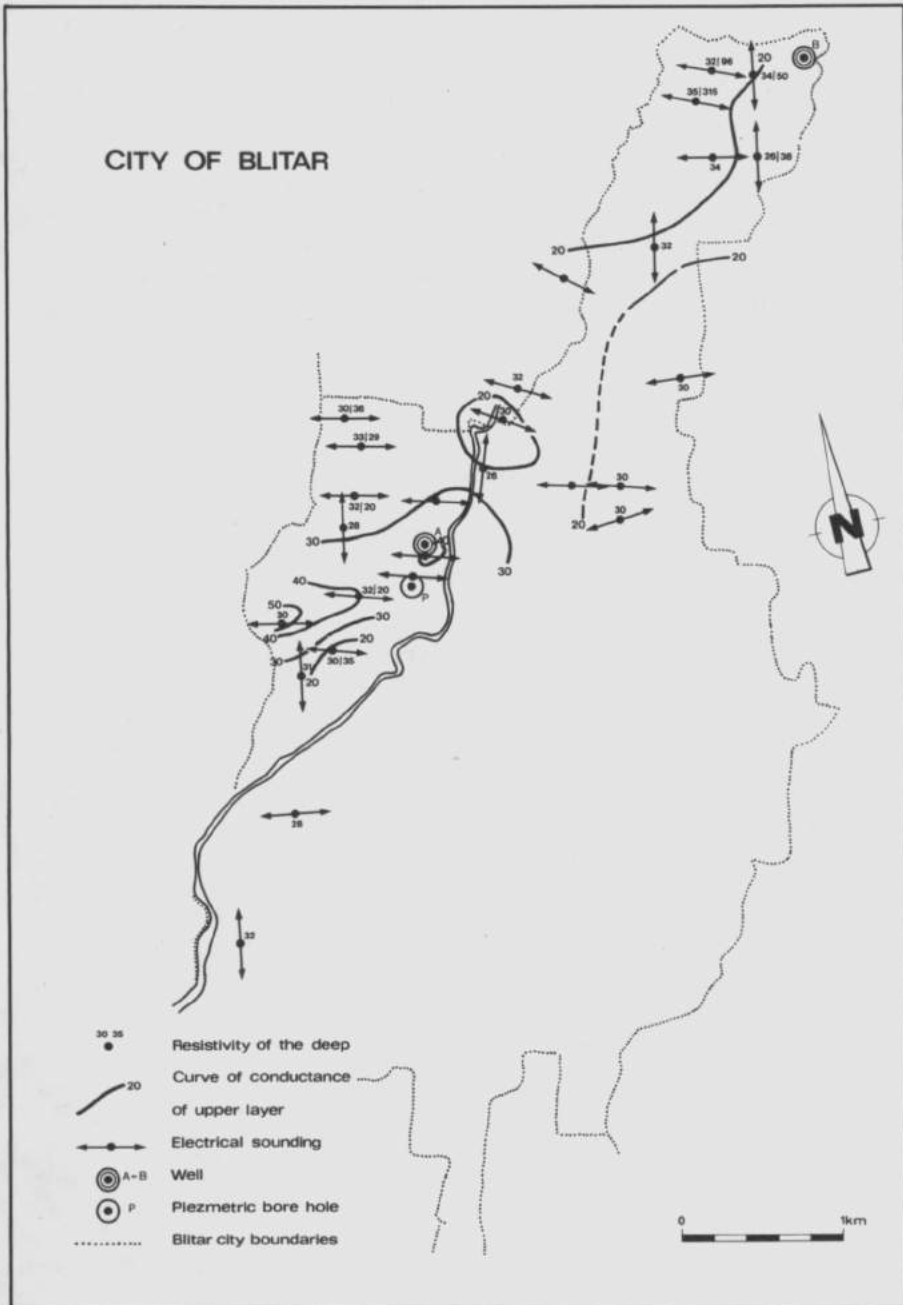 B
20
32|96
34|50
35|315
CITY OF BLITAR
34
26|38
20
32
20
32
30
20
30
30|36
33|29
26
30
32|20
28
30
20
30
A
40
30
P
40
32|20
50
30
30
40
20
30
30|35
31
20
28
32
N
30 35
Resistivity of the deep
20
Curve of conductance
of upper layer
Electrical sounding
A-B
Well
P
Piezmetric bore hole
Blitar city boundaries
0
1km